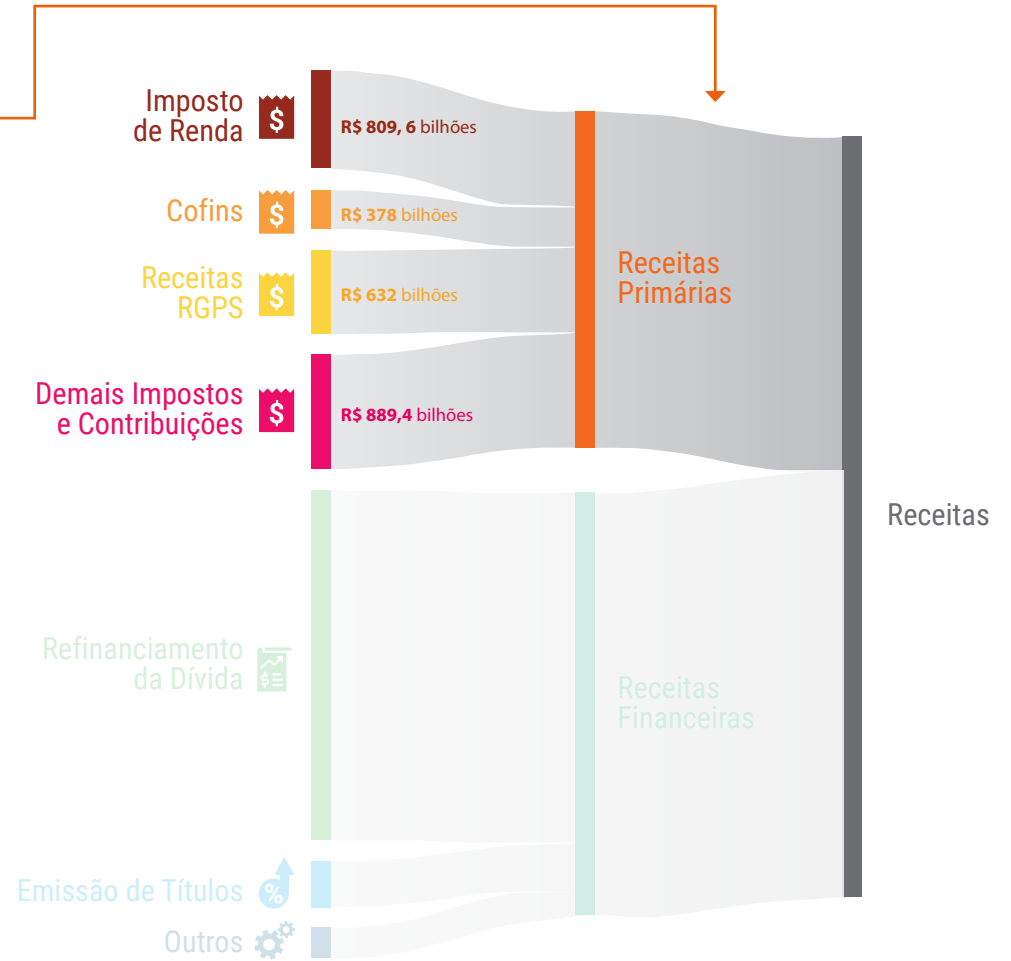 Imposto
de Renda
$
R$ 809, 6 bilhões
Cofins
$
R$ 378 bilhões
Receitas
RGPS
$
R$ 632 bilhões
Receitas
Primárias
Demais Impostos
e Contribuições
$
R$ 889,4 bilhões
Receitas
Refinanciamento
da Dívida
$
Receitas
Financeiras
Emissão de Títulos
%
Outros